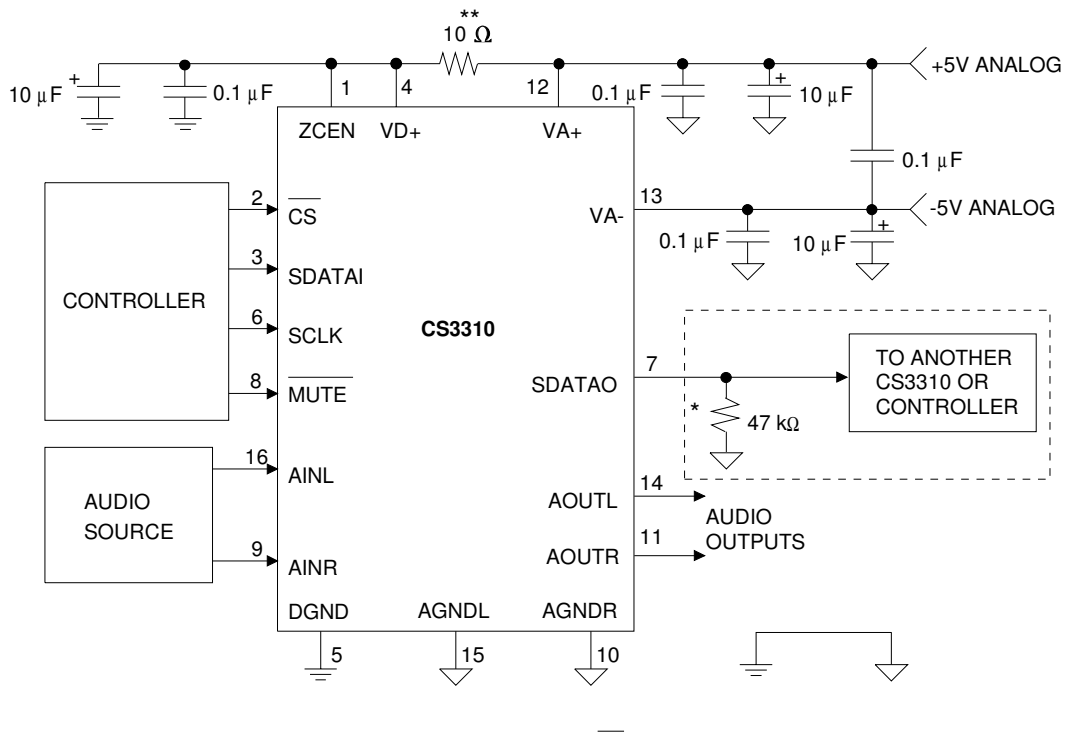 **
10 Ω
+5V ANALOG
10 µF
+
0.1 µF
1
4
12
0.1 µF
+
10 µF
ZCEN
VD+
VA+
0.1 µF
2
CS
VA-
13
-5V ANALOG
0.1 µF
10 µF
+
3
SDATAI
CONTROLLER
6
SCLK
CS3310
8
MUTE
SDATAO
7
*
47 kΩ
TO ANOTHER
CS3310 OR
CONTROLLER
16
AINL
AUDIO
SOURCE
AOUTL
14
AUDIO
OUTPUTS
9
AINR
AOUTR
11
DGND
AGNDL
AGNDR
5
15
10